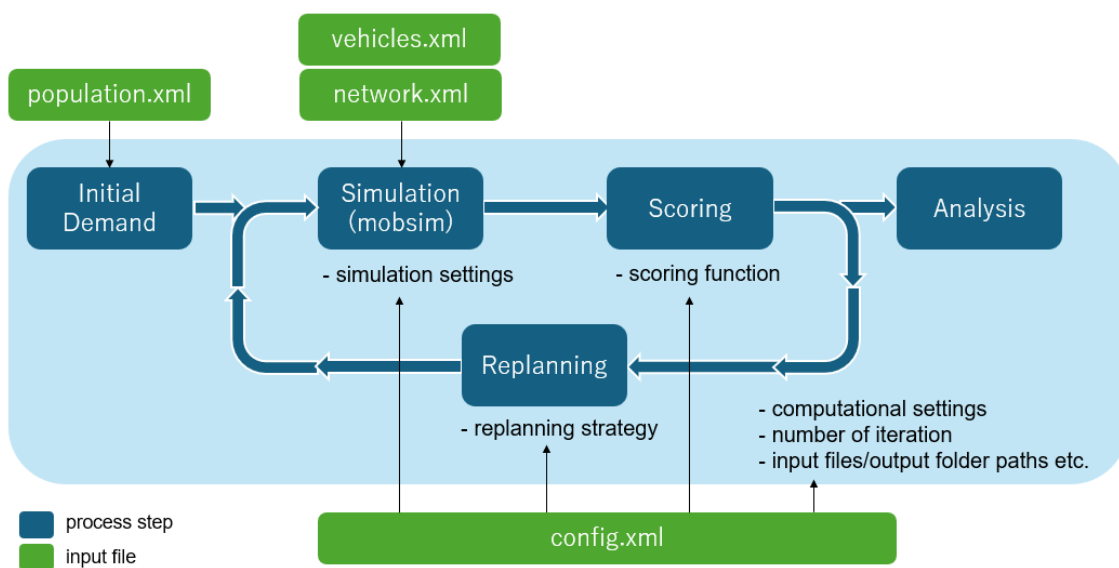 vehicles.xml
population.xml
network.xml
Initial
Demand
Simulation
(mobsim)
Scoring
Analysis
- simulation settings
- scoring function
Replanning
- replanning strategy
- computational settings
- number of iteration
- input files/output folder paths etc.
process step
input file
config.xml